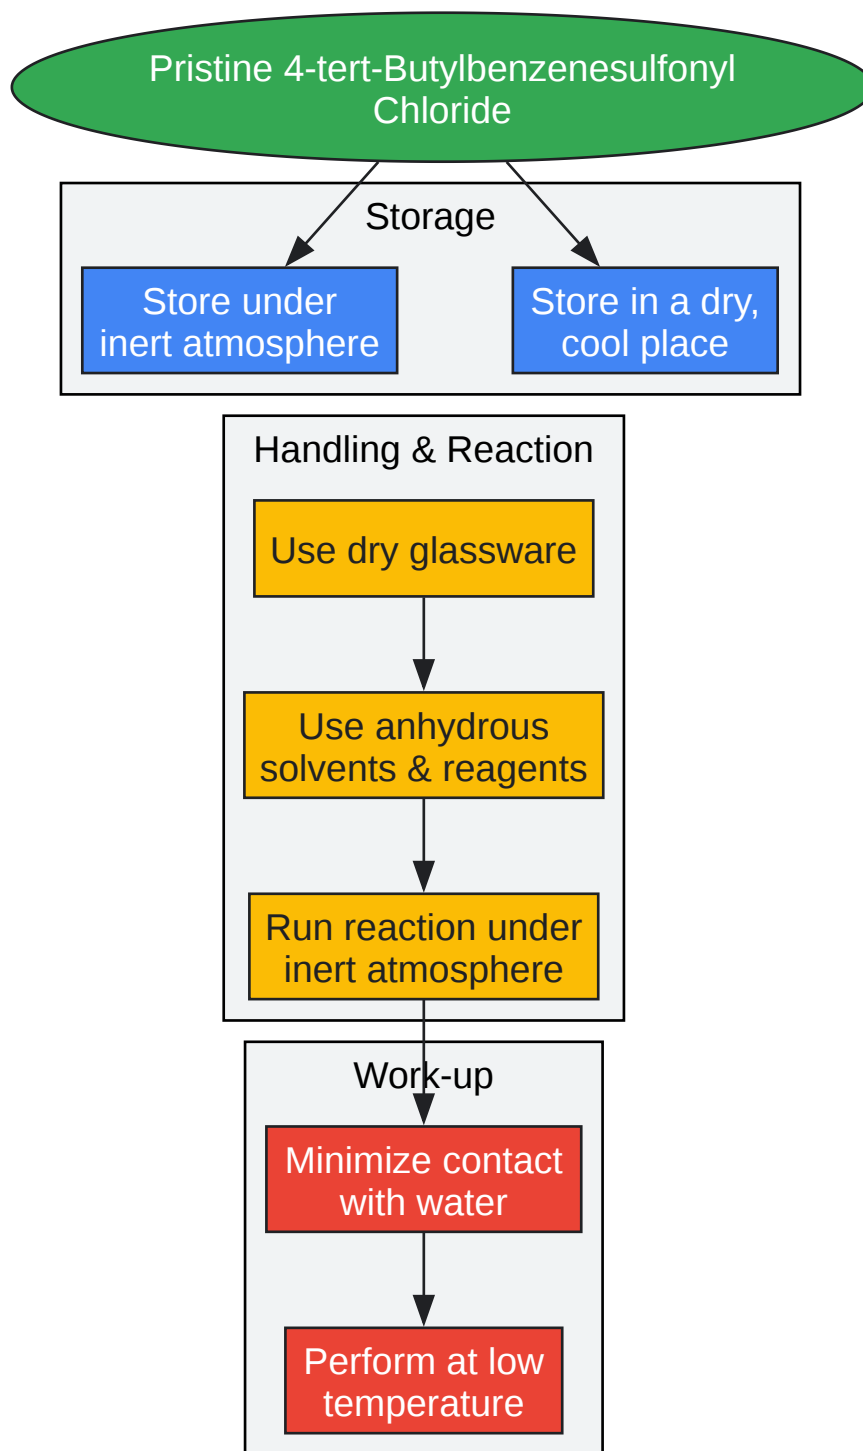 Pristine 4-tert-Butylbenzenesulfonyl
Chloride
Storage
Store under
inert atmosphere
Store in a dry,
cool place
Handling & Reaction
Use dry glassware
Use anhydrous
solvents & reagents
Run reaction under
inert atmosphere
Work-up
Minimize contact
with water
Perform at low
temperature